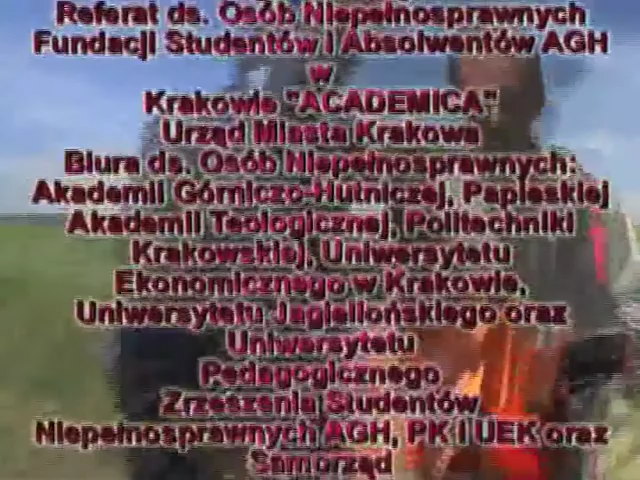 Referat ds. Osób Niepełnosprawnych
Fundacji Studentów i Absolwentów AGH
w
Krakowie "ACADEMICA"
Urząd Miasta Krakowa
Biura ds. Osób Niepełnosprawnych:
Akademii Górniczo-Hutniczej, Papieskiej
Akademii Teologicznej, Politechniki
Krakowskiej, Uniwersytetu
Ekonomicznego w Krakowie,
Uniwersytetu Jagiellońskiego oraz
Uniwersytetu
Pedagogicznego
Zrzeszenia Studentów
Niepełnosprawnych AGH, PK i UEK oraz
Samorząd